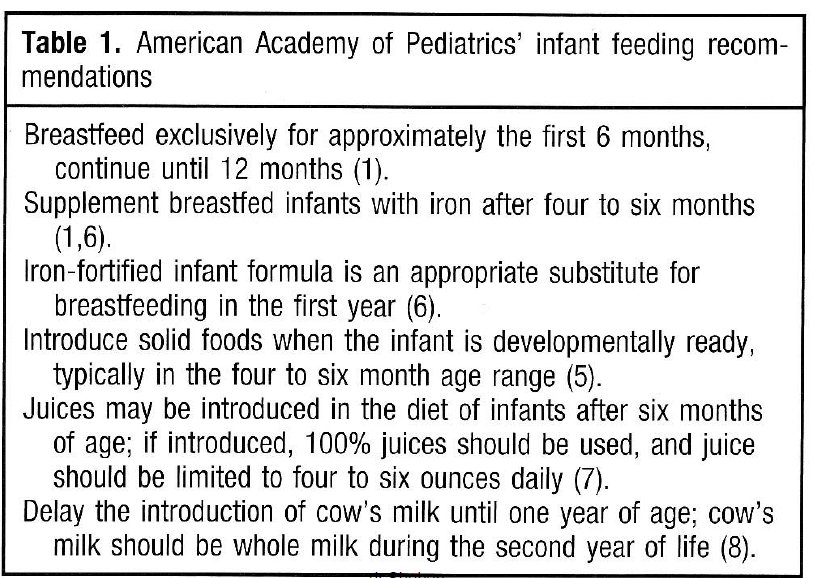 Table 1. American Academy of Pediatrics' infant feeding recom-
mendations
Breastfeed exclusively for approximately the first 6 months,
continue until 12 months (1).
Supplement breastfed infants with iron after four to six months
(1,6).
Iron-fortified infant formula is an appropriate substitute for
breastfeeding in the first year (6).
Introduce solid foods when the infant is developmentally ready,
typically in the four to six month age range (5).
Juices may be introduced in the diet of infants after six months
of age; if introduced, 100% juices should be used, and juice
should be limited to four to six ounces daily (7).
Delay the introduction of cow's milk until one year of age; cow's
milk should be whole milk during the second year of life (8).